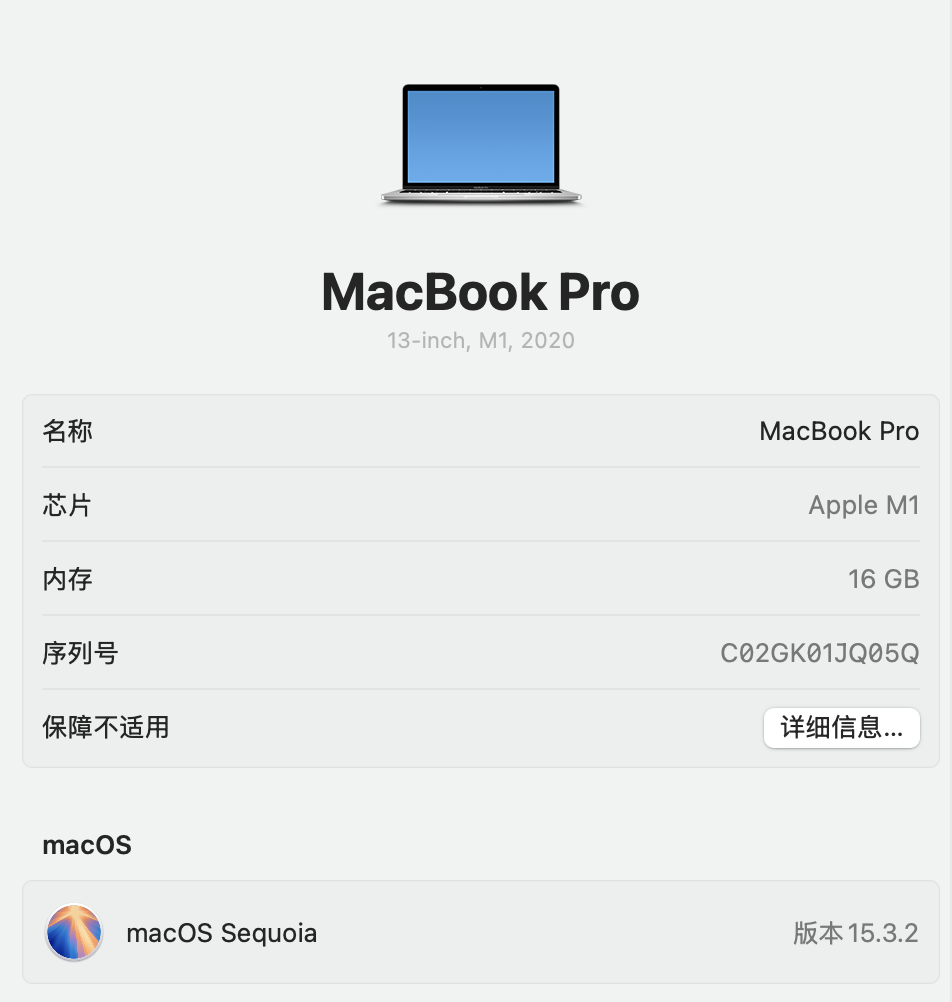 MacBook Pro
13-inch, M1, 2020
名称 MacBook Pro
芯片 Apple M1
内存 16 GB
序列号 C02GK01JQ05Q
保障不适用 详细信息...
macOS
macOS Sequoia 版本 15.3.2